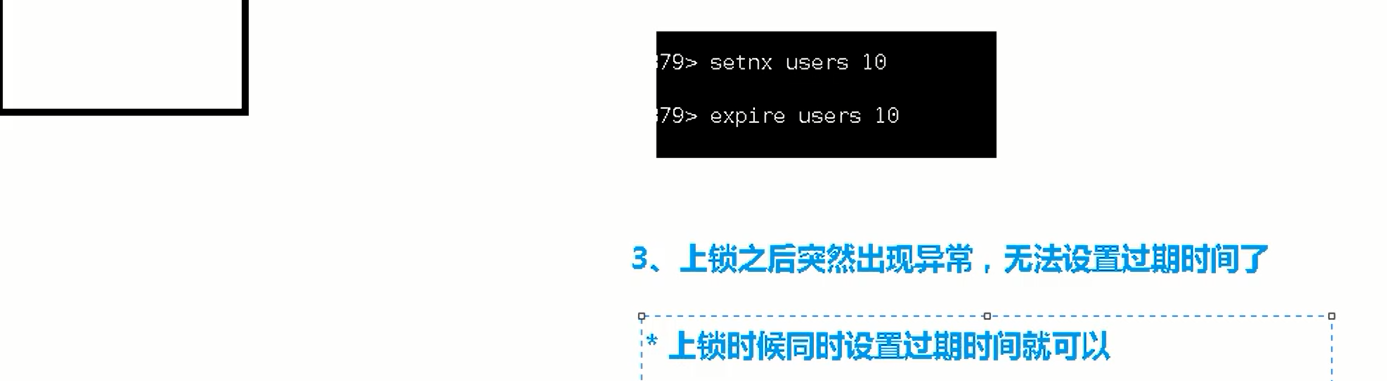 379> setnx users 10
379> expire users 10
3、上锁之后突然出现异常，无法设置过期时间了
* 上锁时候同时设置过期时间就可以